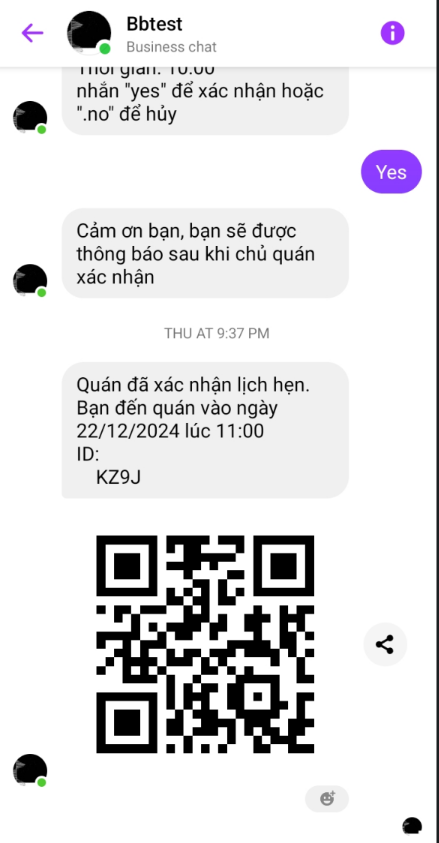 Bbtest
Business chat
Thời gian: 10:00
nhắn "yes" để xác nhận hoặc
".no" để hủy
Yes
Cảm ơn bạn, bạn sẽ được
thông báo sau khi chủ quán
xác nhận
THU AT 9:37 PM
Quán đã xác nhận lịch hẹn.
Bạn đến quán vào ngày
22/12/2024 lúc 11:00
ID:
KZ9J